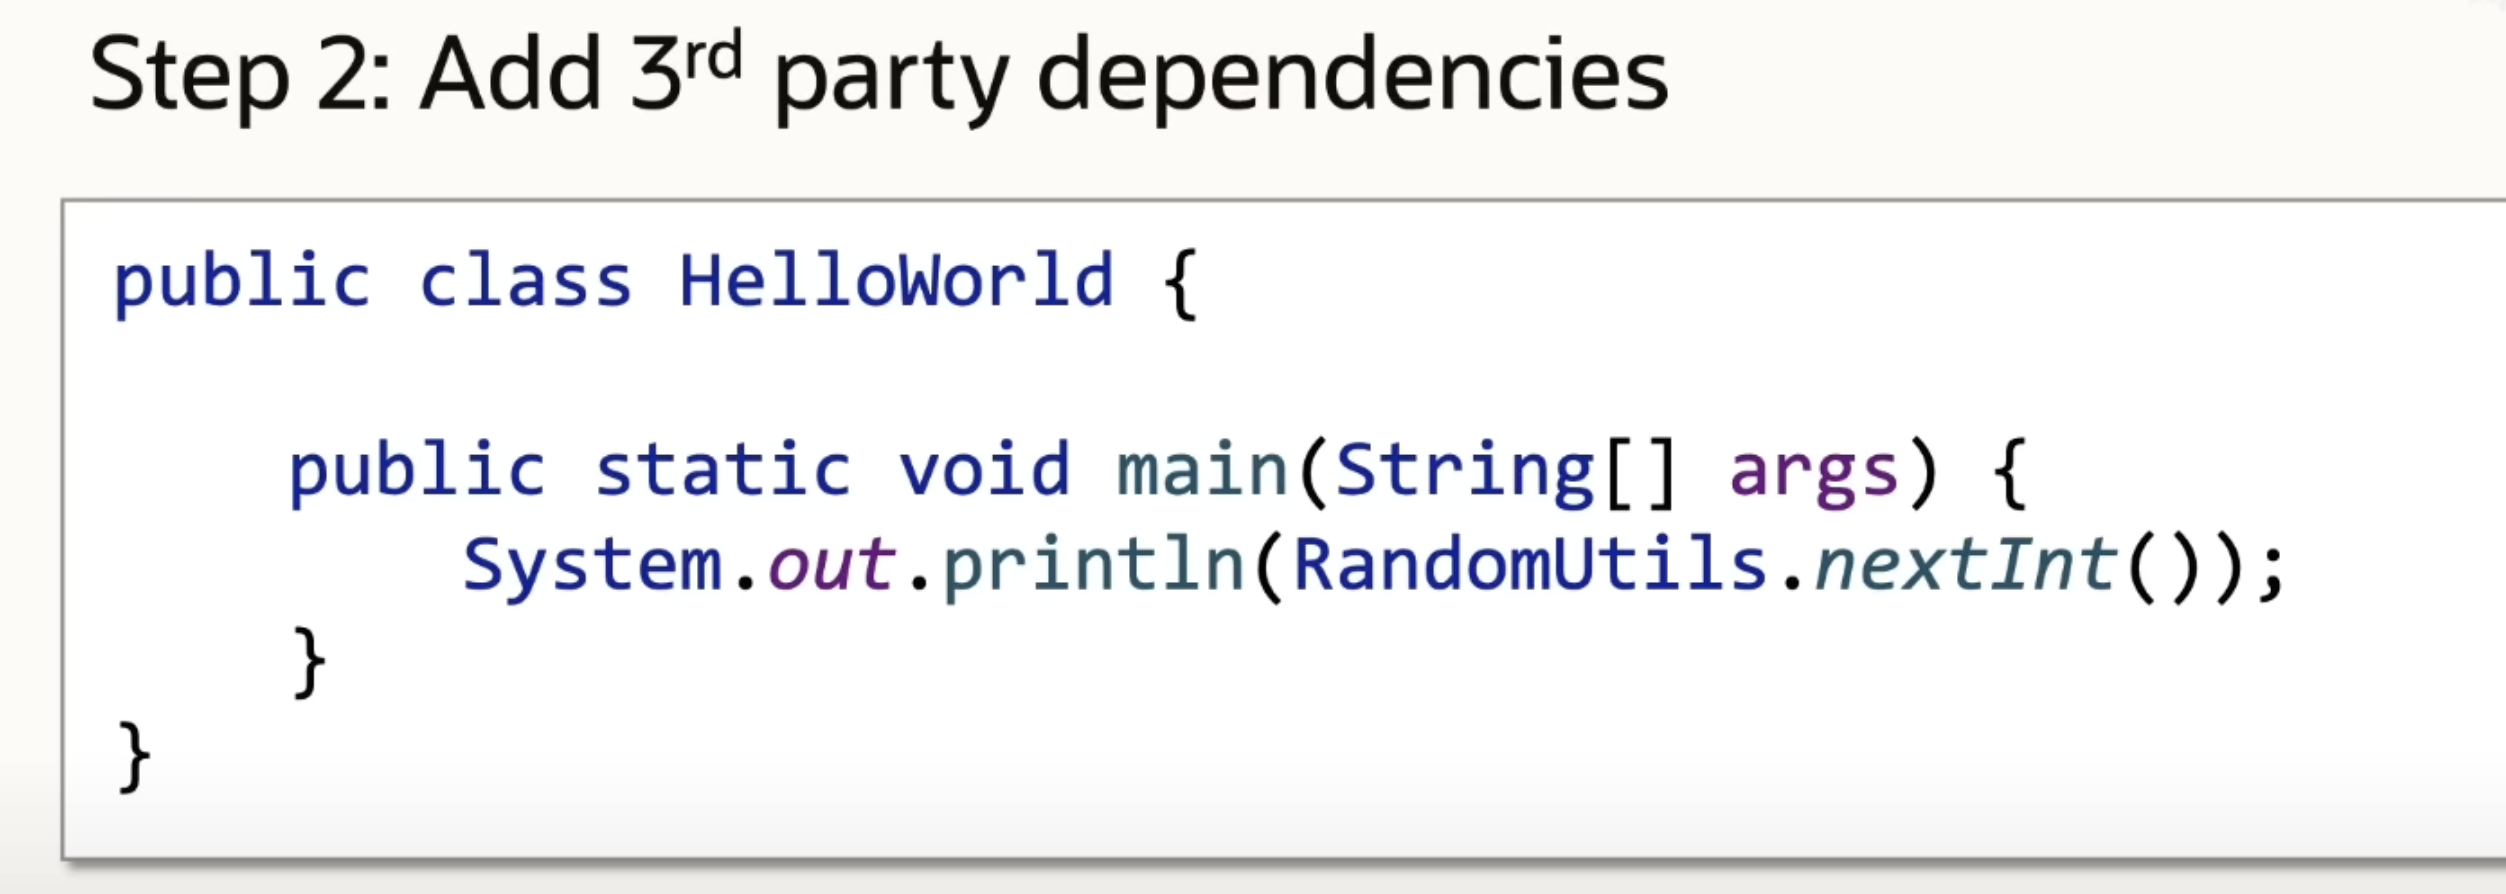 Step 2: Add 3rd party dependencies
public class HelloWorld {
public static void main(String[] args) {
System.out.println(RandomUtils.nextInt());
}
}